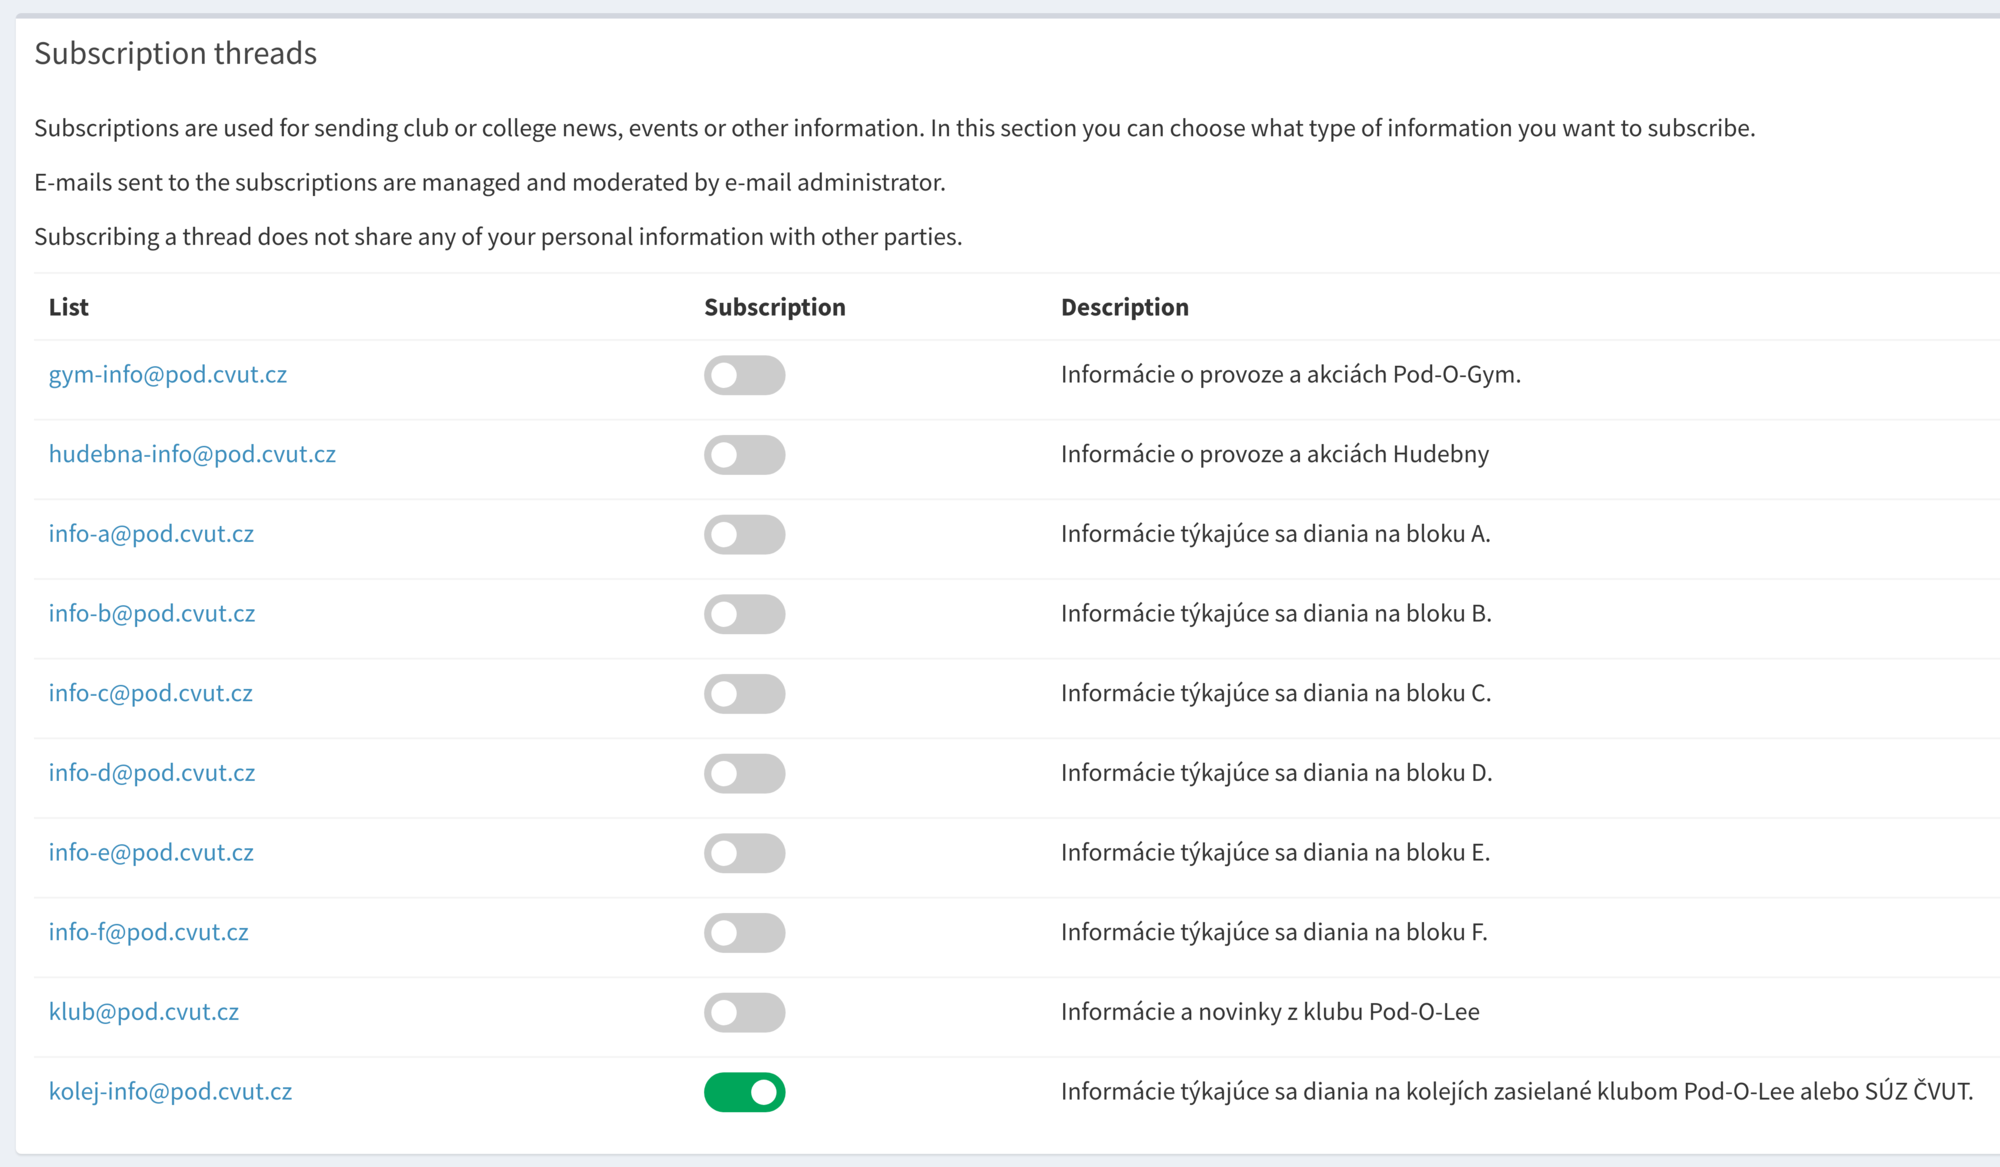 Subscription threads
Subscriptions are used for sending club or college news, events or other information. In this section you can choose what type of information you want to subscribe.
E-mails sent to the subscriptions are managed and moderated by e-mail administrator.
Subscribing a thread does not share any of your personal information with other parties.
List Subscription Description
gym-info@pod.cvut.cz Informácie o provoze a akciách Pod-O-Gym.
hudebna-info@pod.cvut.cz Informácie o provoze a akciách Hudebny
info-a@pod.cvut.cz Informácie týkajúce sa diania na bloku A.
info-b@pod.cvut.cz Informácie týkajúce sa diania na bloku B.
info-c@pod.cvut.cz Informácie týkajúce sa diania na bloku C.
info-d@pod.cvut.cz Informácie týkajúce sa diania na bloku D.
info-e@pod.cvut.cz Informácie týkajúce sa diania na bloku E.
info-f@pod.cvut.cz Informácie týkajúce sa diania na bloku F.
klub@pod.cvut.cz Informácie a novinky z klubu Pod-O-Lee
kolej-info@pod.cvut.cz Informácie týkajúce sa diania na kolejích zasielané klubom Pod-O-Lee alebo SÚZ ČVUT.